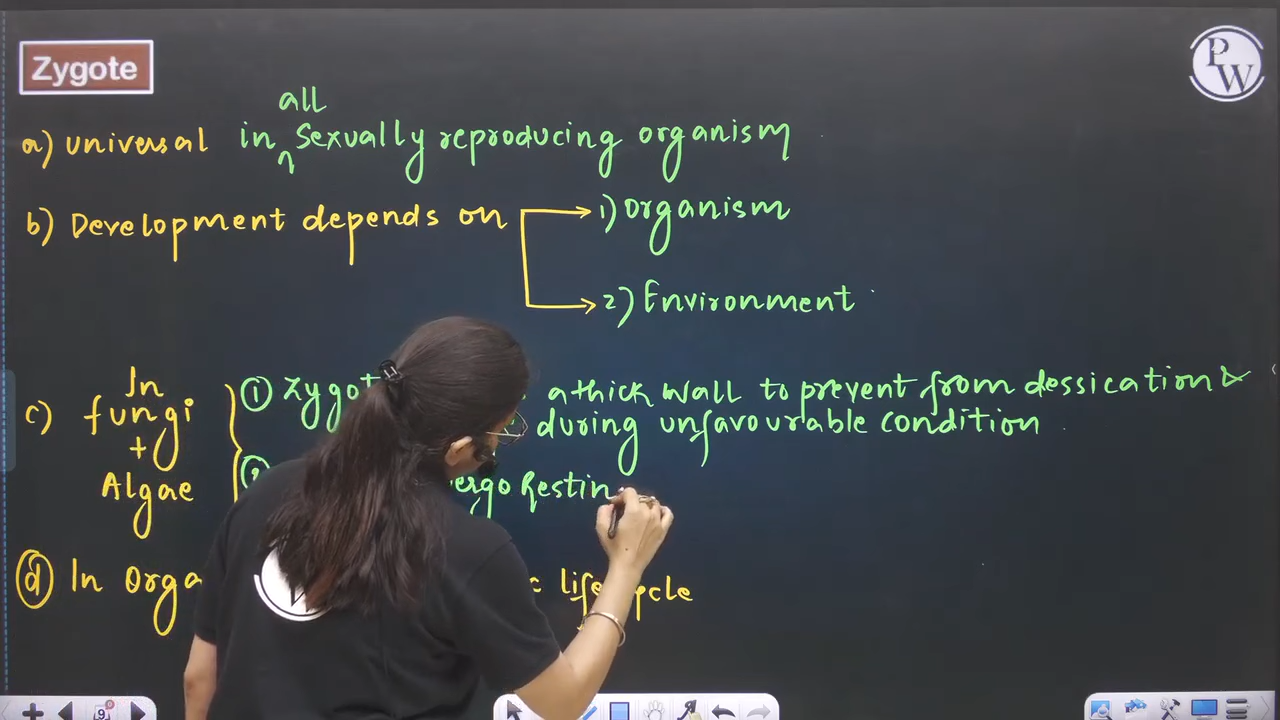 Zygote
PW
all
a) universal in ^ sexually reproducing organism
b) Development depends on
1) organism
2) Environment
c) In fungi + Algae
① zygot a thick wall to prevent from dessication &
during unfavourable condition
ergo Restin
d In orga c life cycle
9